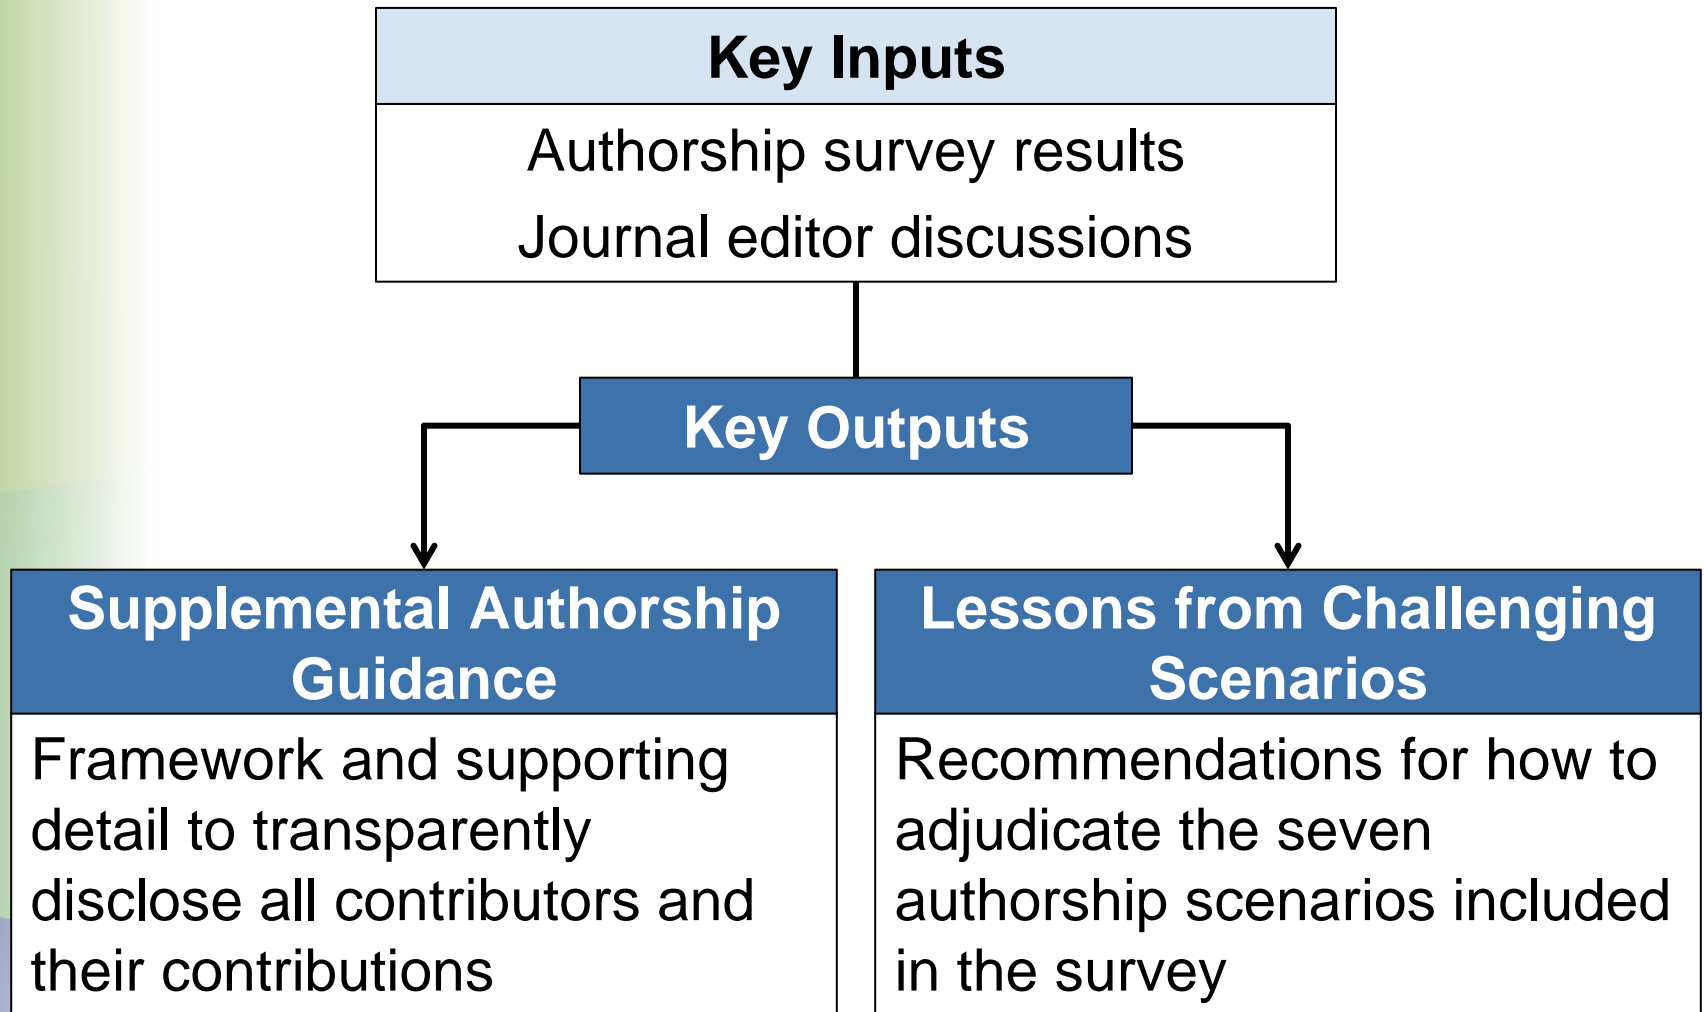 Key Inputs
Authorship survey results
Journal editor discussions
Key Outputs
Supplemental Authorship
Guidance
Framework and supporting
detail to transparently
disclose all contributors and
their contributions
Lessons from Challenging
Scenarios
Recommendations for how to
adjudicate the seven
authorship scenarios included
in the survey